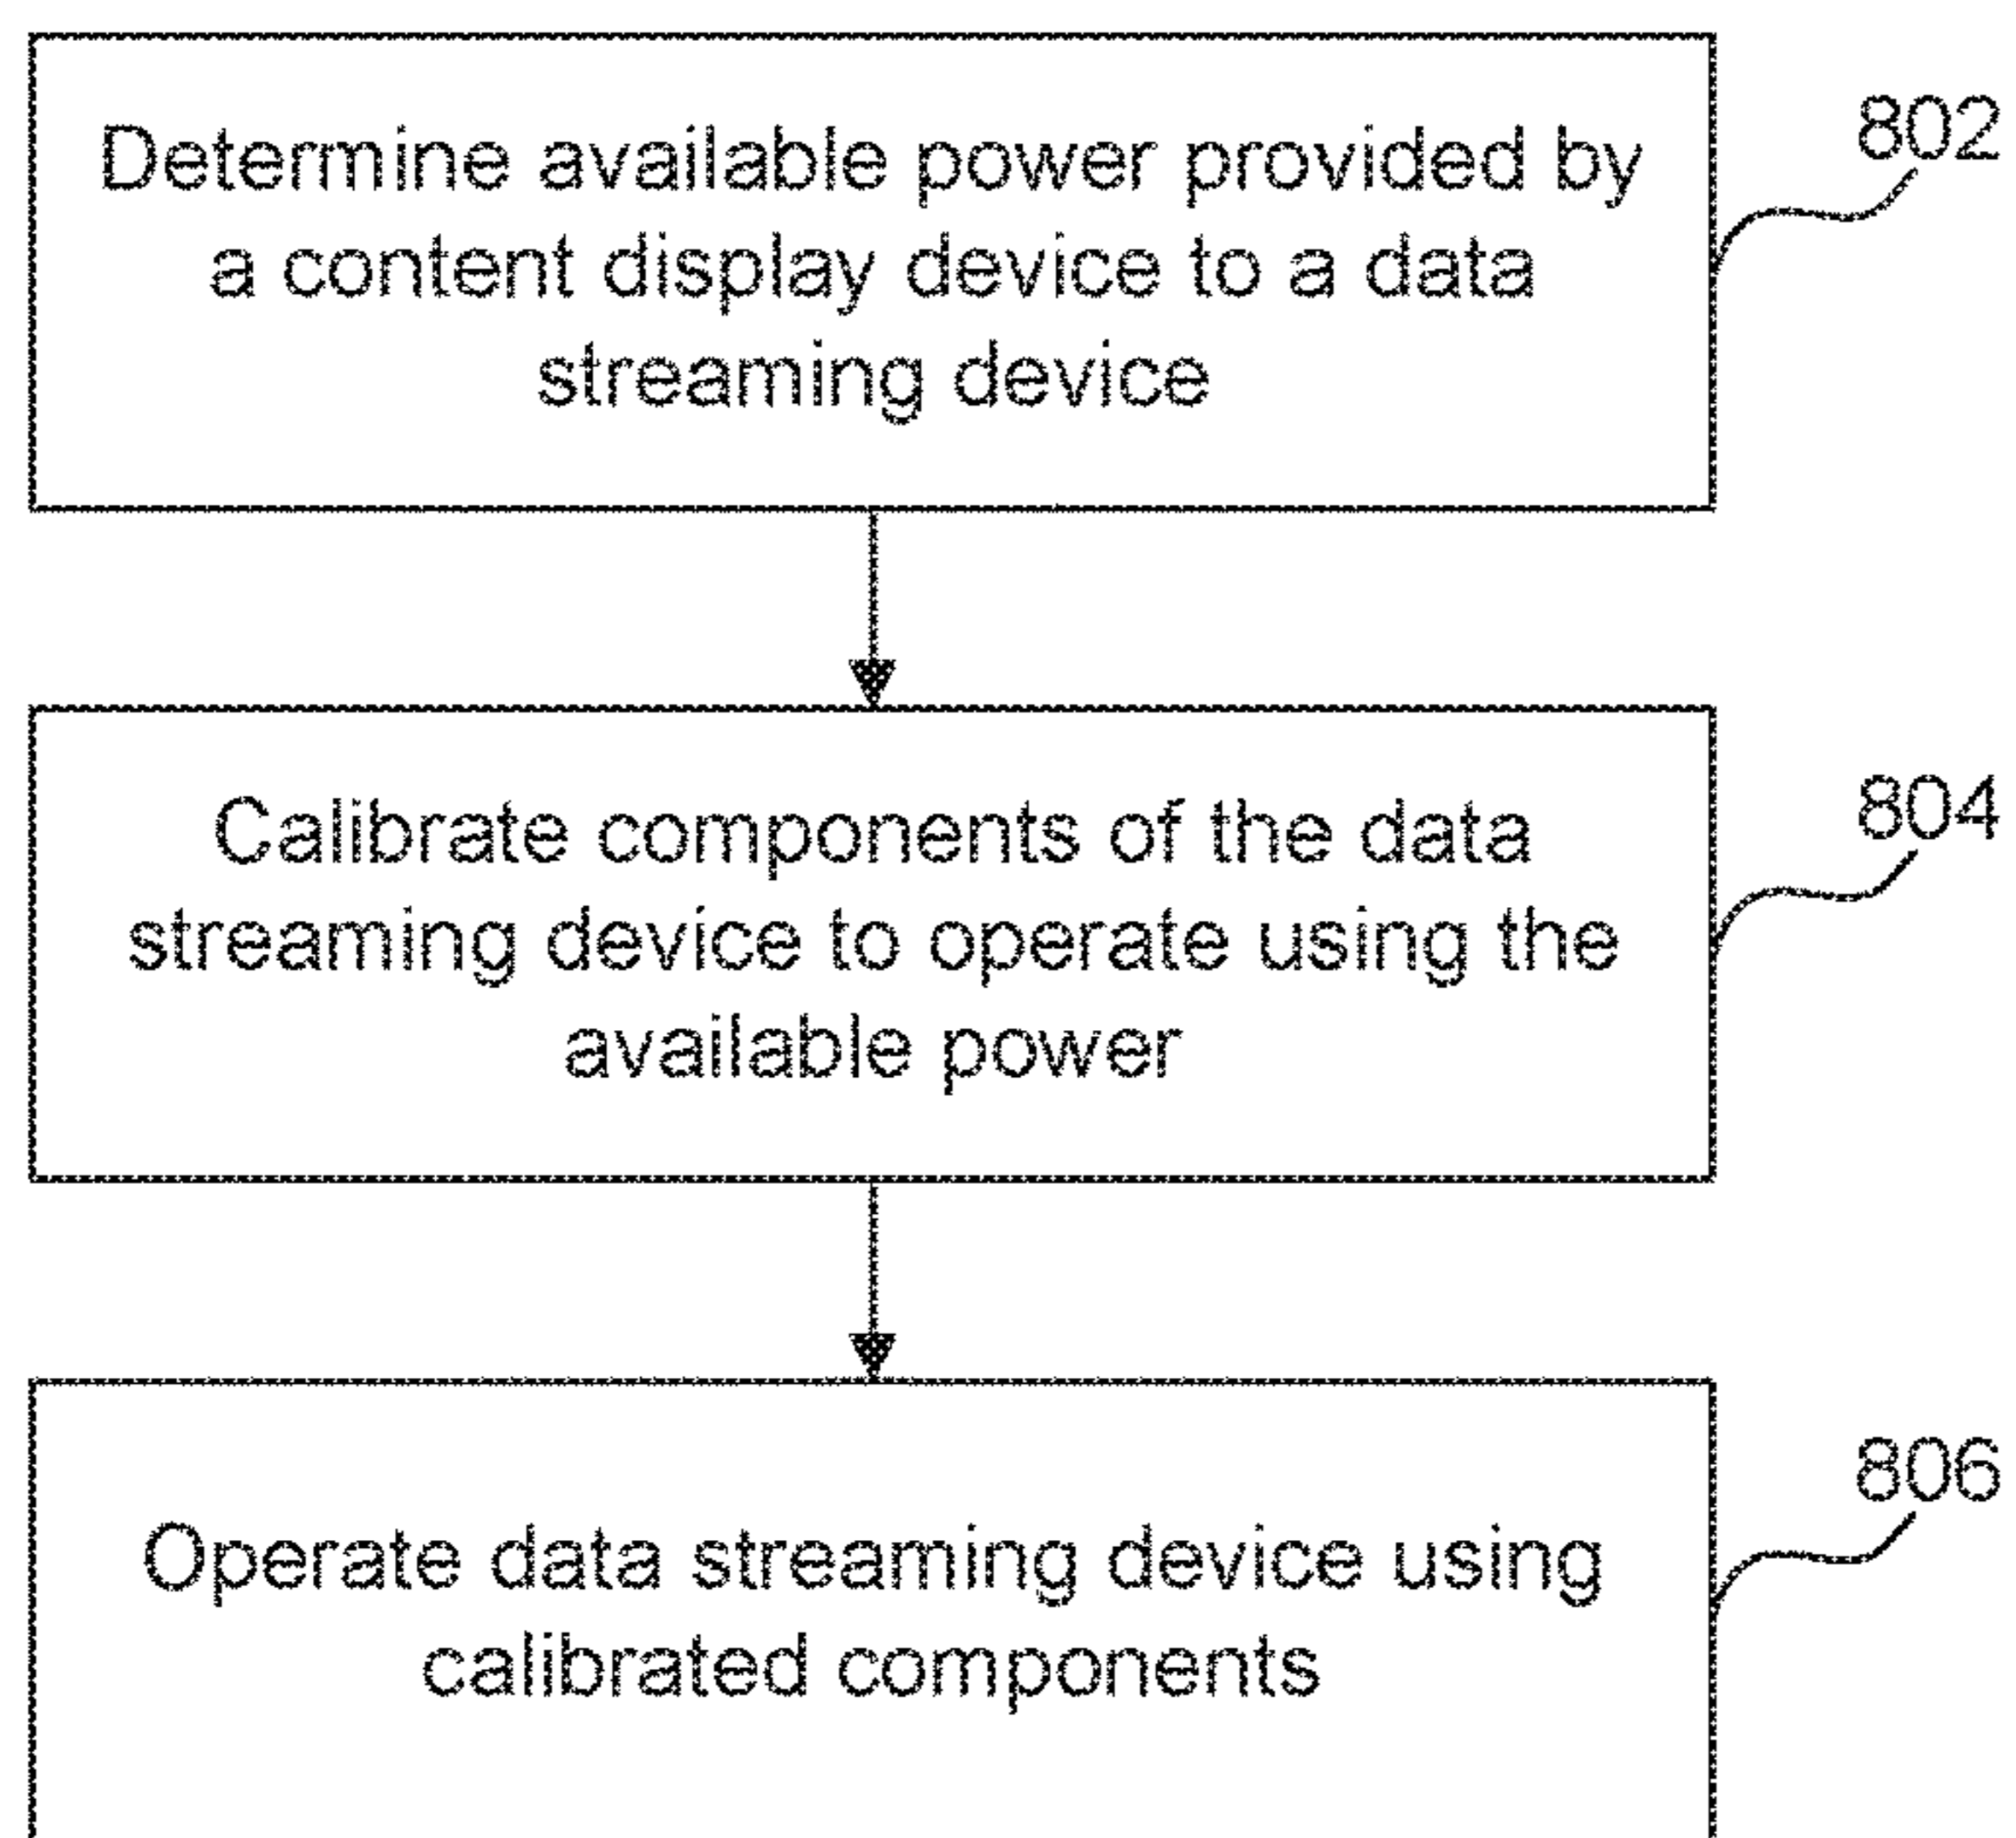 Determine available power provided by
a content display device to a data
streaming device
802
Calibrate components of the data
streaming device to operate using the
available power
804
Operate data streaming device using
calibrated components
806